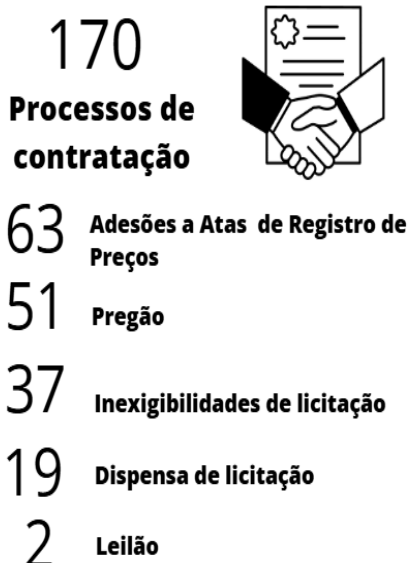 170
Processos de
contratação
63 Adesões a Atas de Registro de
Preços
51 Pregão
37 Inexigibilidades de licitação
19 Dispensa de licitação
2 Leilão